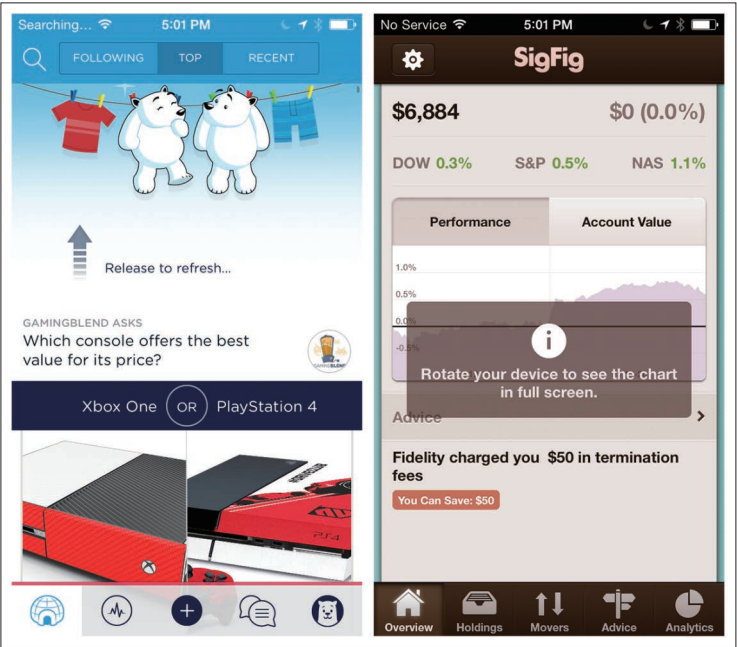 Searching... 5:01 PM
FOLLOWING TOP RECENT
Release to refresh...
GAMINGBLEND ASKS
Which console offers the best
value for its price?
GAMINGBLEND
Xbox One OR PlayStation 4
PS4
No Service 5:01 PM
SigFig
$6,884 $0 (0.0%)
DOW 0.3% S&P 0.5% NAS 1.1%
Performance Account Value
1.0%
0.5%
0.0%
-0.5%
i
Rotate your device to see the chart
in full screen.
Advice
Fidelity charged you $50 in termination
fees
You Can Save: $50
Overview Holdings Movers Advice Analytics